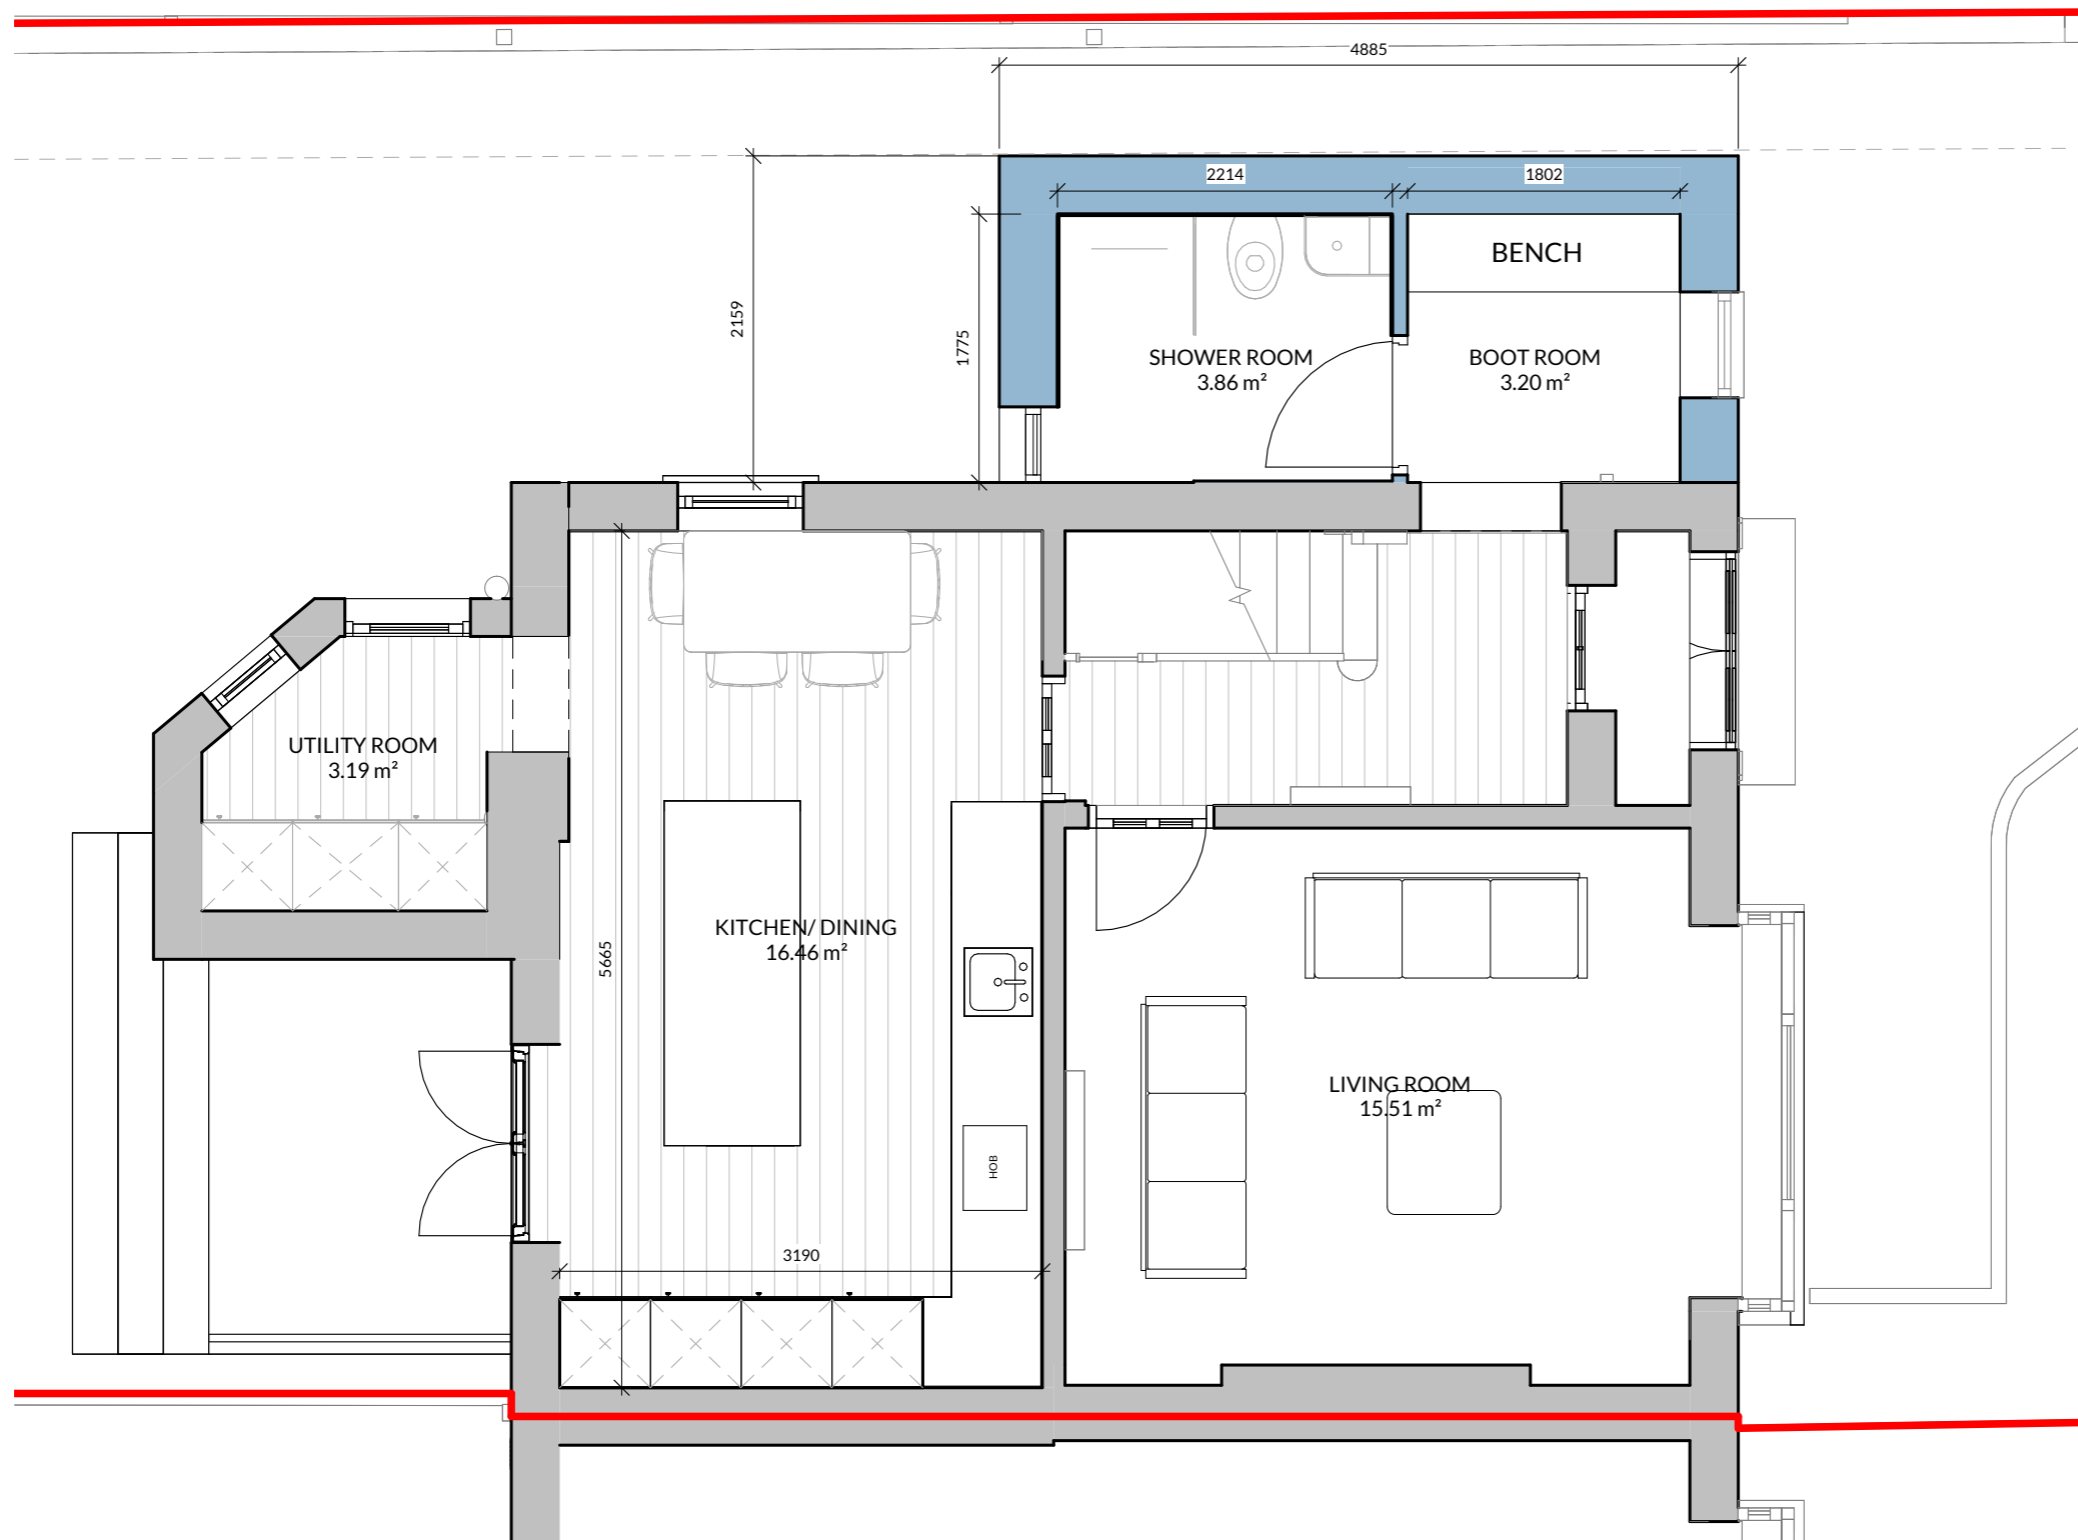 4885
2214
1802
BENCH
2159
1775
SHOWER ROOM
3.86 m²
BOOT ROOM
3.20 m²
UTILITY ROOM
3.19 m²
KITCHEN/ DINING
16.46 m²
5665
LIVING ROOM
15.51 m²
HOB
3190